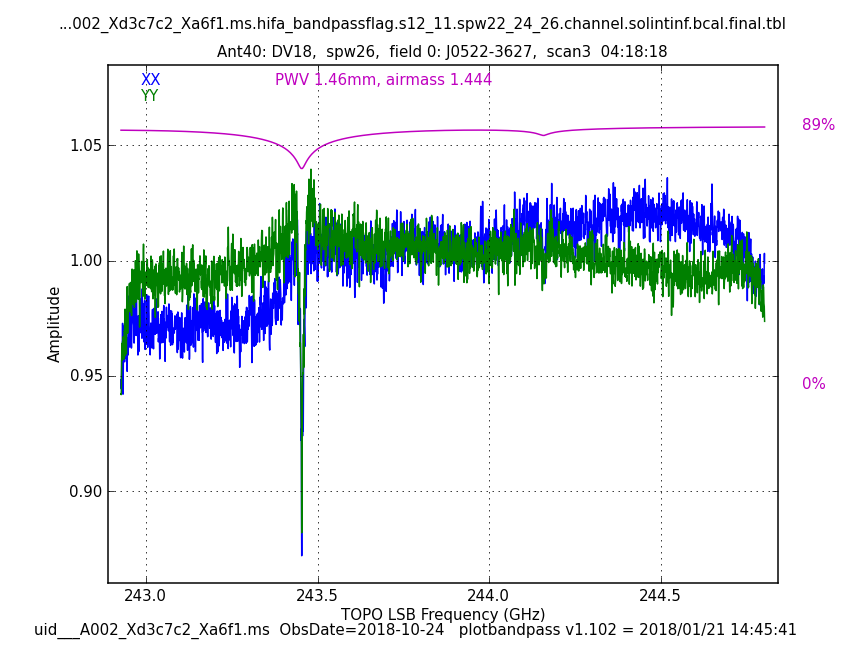 ...002_Xd3c7c2_Xa6f1.ms.hifa_bandpassflag.s12_11.spw22_24_26.channel.solintinf.bcal.final.tbl
Ant40: DV18, spw26, field 0: J0522-3627, scan3 04:18:18
XX PWV 1.46mm, airmass 1.444
YY
89%
1.05
1.00
Amplitude
0.95
0%
0.90
243.0 243.5 244.0 244.5
TOPO LSB Frequency (GHz)
uid___A002_Xd3c7c2_Xa6f1.ms ObsDate=2018-10-24 plotbandpass v1.102 = 2018/01/21 14:45:41